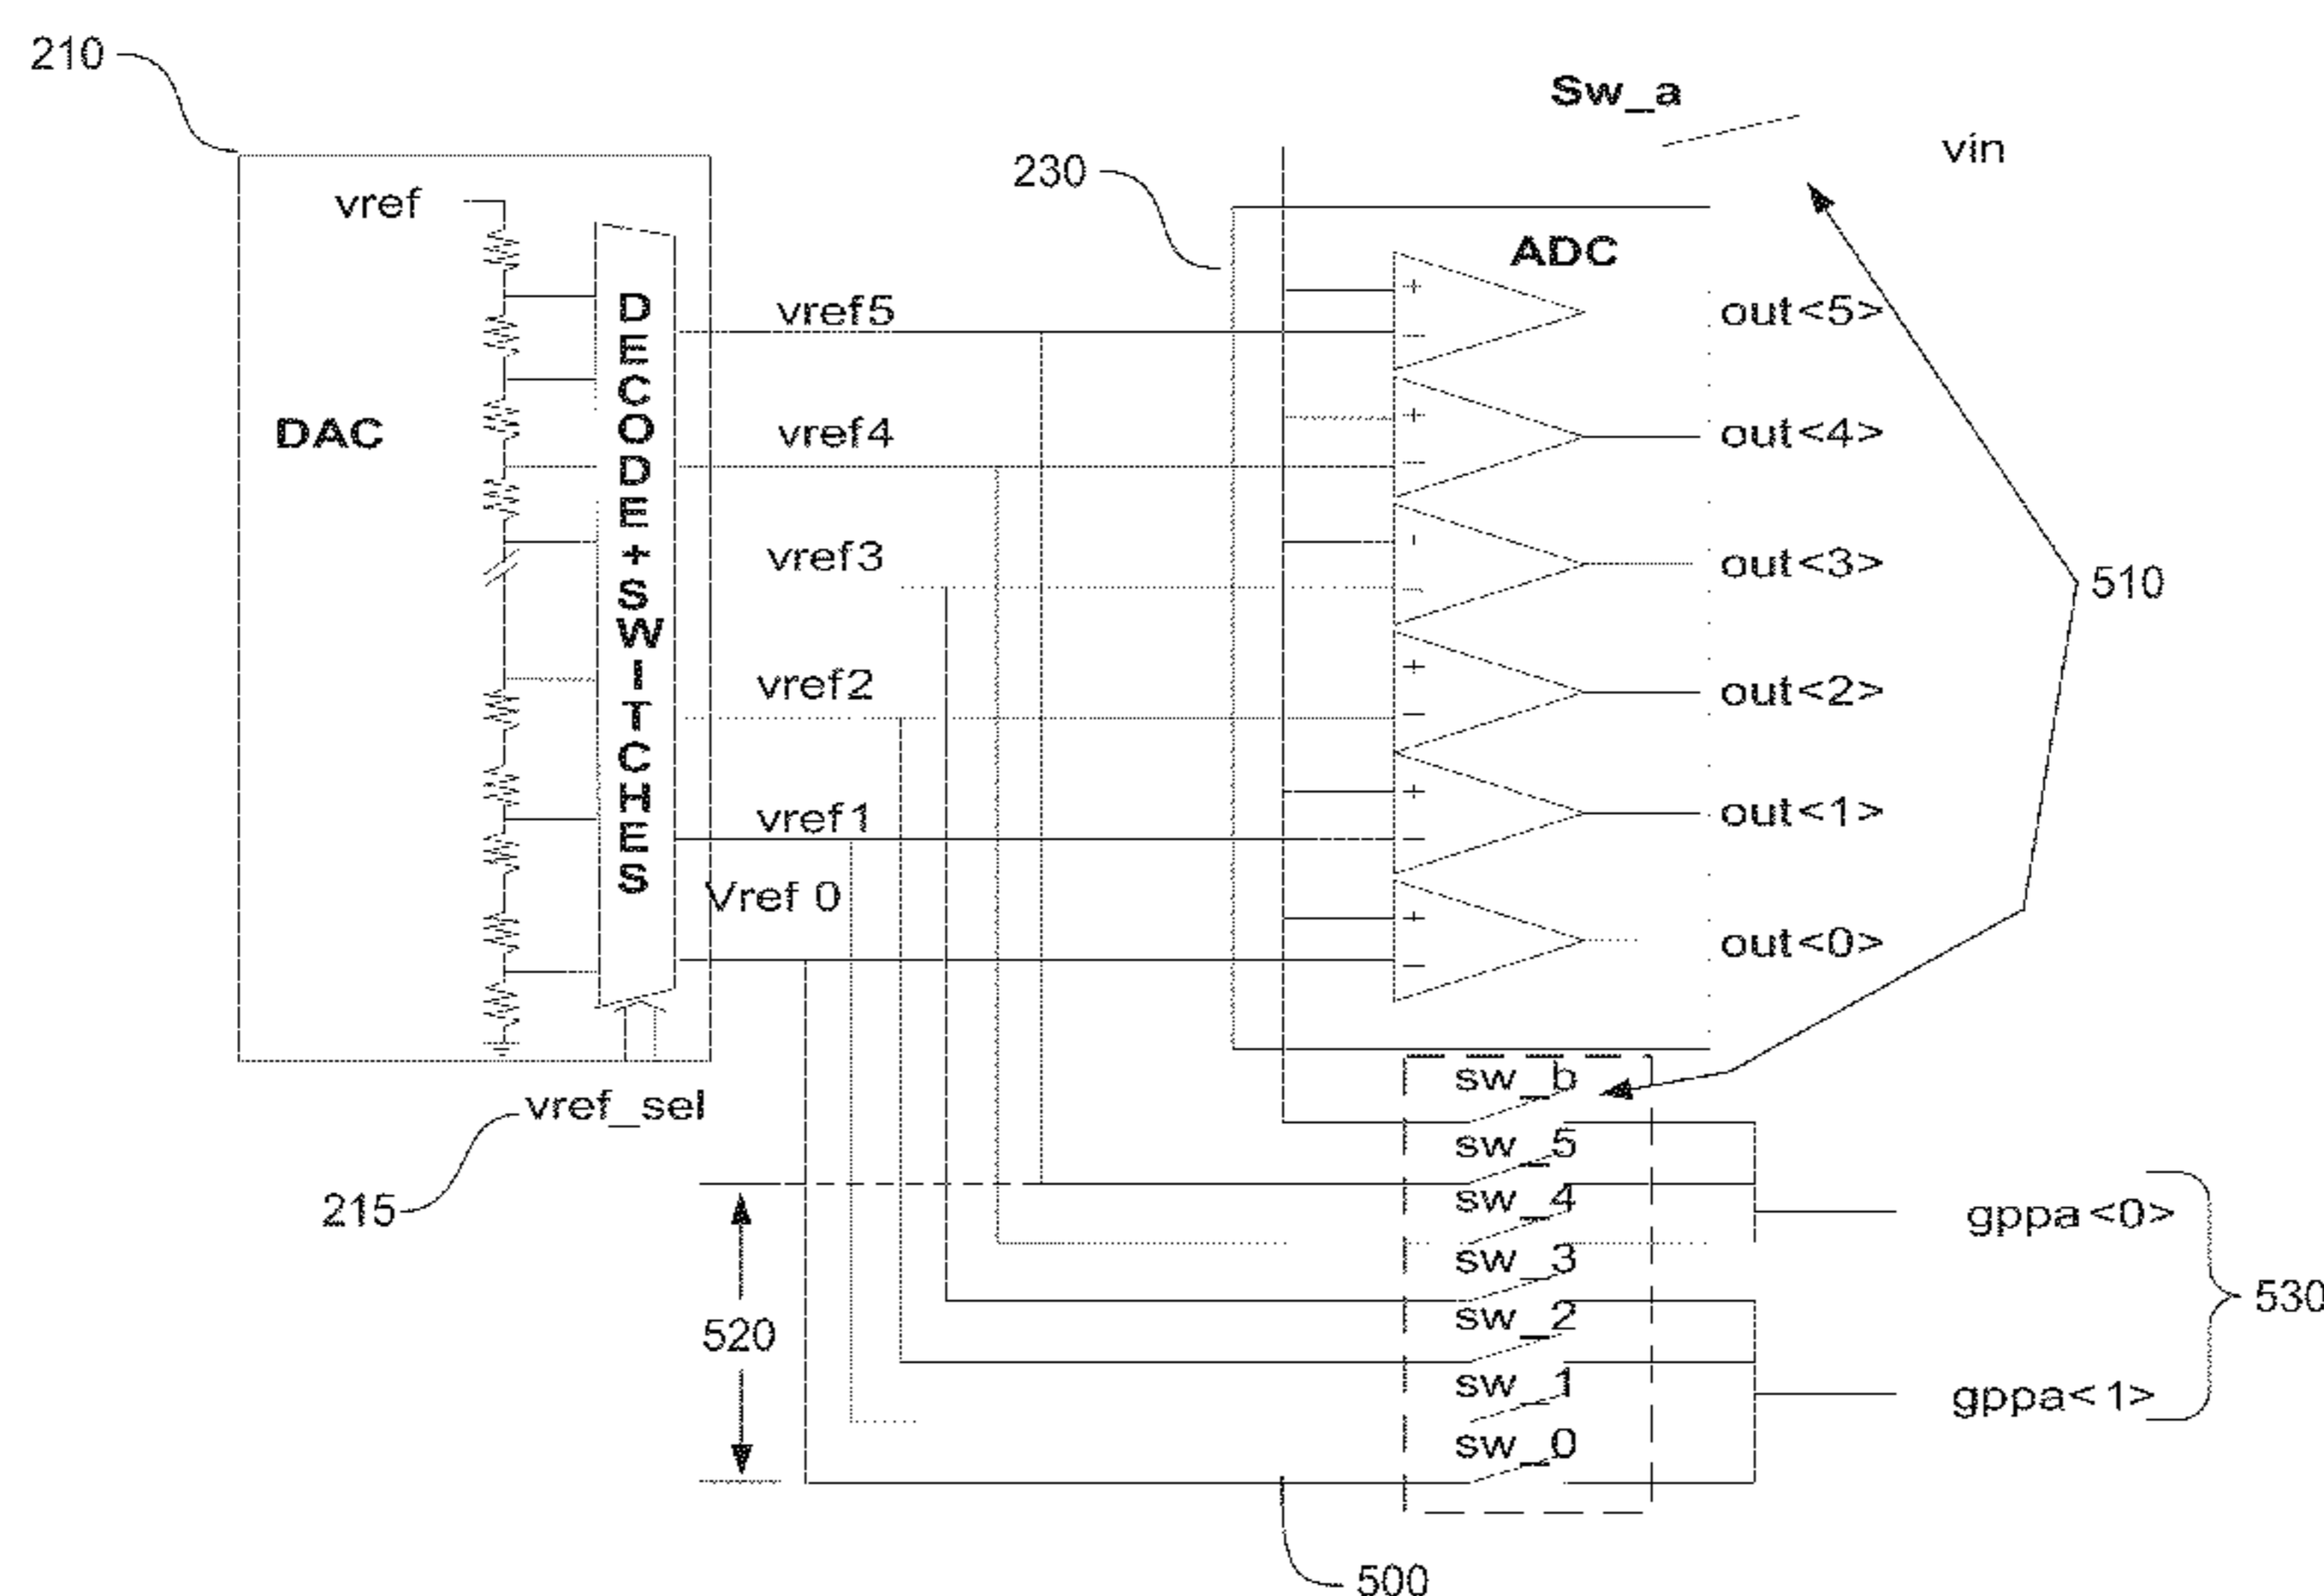 210
Sw_a
vin
230
vref
ADC
DAC
DECODE+SWITCHES
vref5
vref4
vref3
vref2
vref1
Vref 0
out<5>
out<4>
out<3>
out<2>
out<1>
out<0>
510
vref_sel
215
sw_b
sw_5
sw_4
sw_3
sw_2
sw_1
sw_0
520
gppa<0>
gppa<1>
530
500